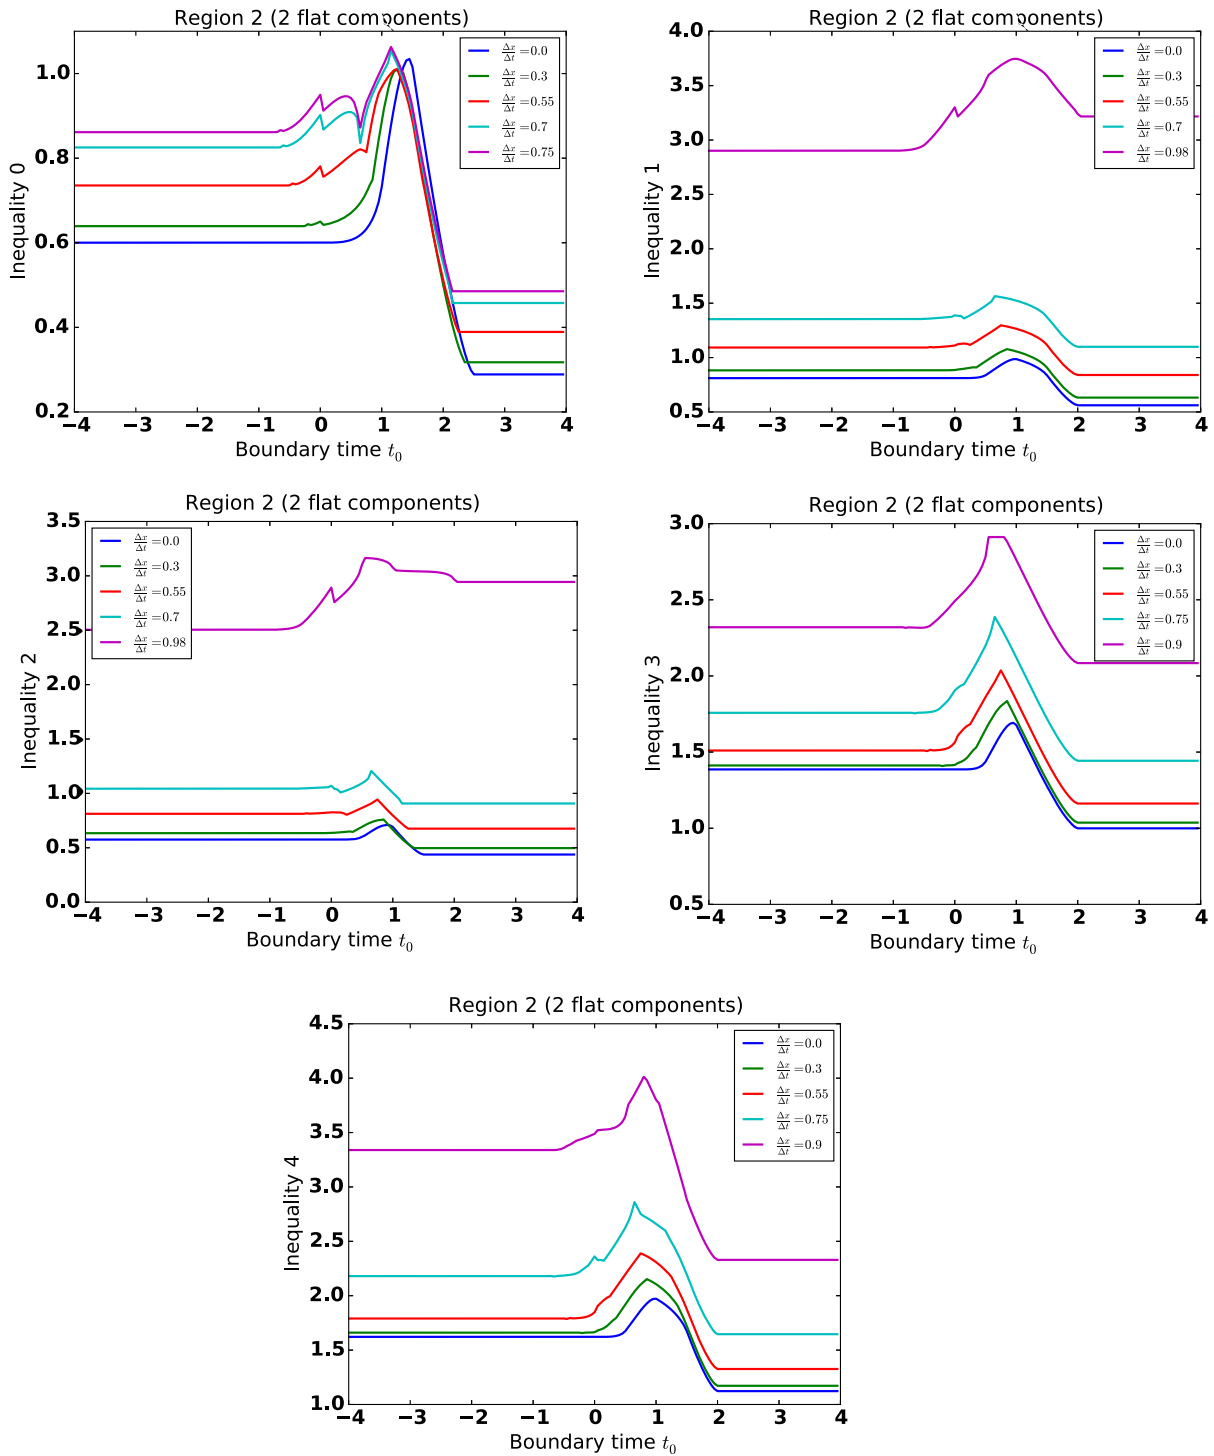 Region 2 (2 flat components)
Inequality 0
1.0
0.8
0.6
0.4
0.2
Δx/Δt =0.0
Δx/Δt =0.3
Δx/Δt =0.55
Δx/Δt =0.7
Δx/Δt =0.75
−4 −3 −2 −1 0 1 2 3 4
Boundary time t₀
Region 2 (2 flat components)
Inequality 1
4.0
3.5
3.0
2.5
2.0
1.5
1.0
0.5
Δx/Δt =0.0
Δx/Δt =0.3
Δx/Δt =0.55
Δx/Δt =0.7
Δx/Δt =0.98
−4 −3 −2 −1 0 1 2 3 4
Boundary time t₀
Region 2 (2 flat components)
Inequality 2
3.5
3.0
2.5
2.0
1.5
1.0
0.5
0.0
Δx/Δt =0.0
Δx/Δt =0.3
Δx/Δt =0.55
Δx/Δt =0.7
Δx/Δt =0.98
−4 −3 −2 −1 0 1 2 3 4
Boundary time t₀
Region 2 (2 flat components)
Inequality 3
3.0
2.5
2.0
1.5
1.0
0.5
Δx/Δt =0.0
Δx/Δt =0.3
Δx/Δt =0.55
Δx/Δt =0.75
Δx/Δt =0.9
−4 −3 −2 −1 0 1 2 3 4
Boundary time t₀
Region 2 (2 flat components)
Inequality 4
4.5
4.0
3.5
3.0
2.5
2.0
1.5
1.0
Δx/Δt =0.0
Δx/Δt =0.3
Δx/Δt =0.55
Δx/Δt =0.75
Δx/Δt =0.9
−4 −3 −2 −1 0 1 2 3 4
Boundary time t₀